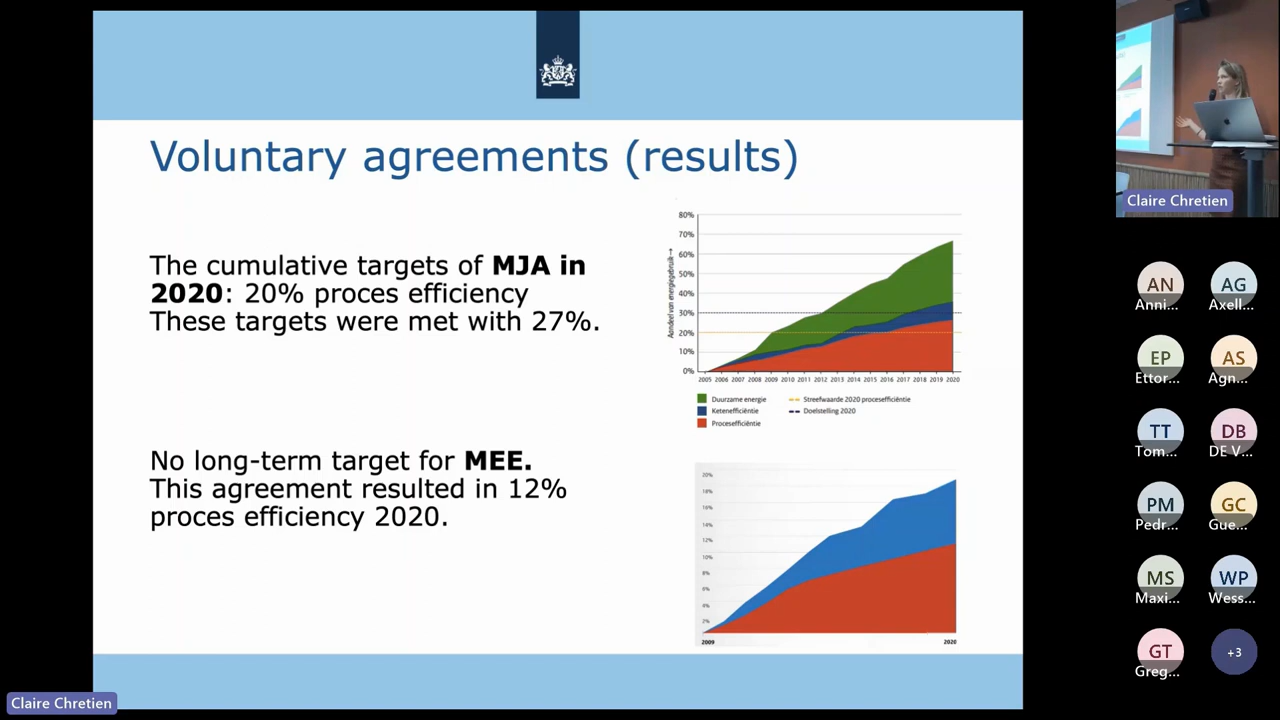 Voluntary agreements (results)
The cumulative targets of MJA in
2020: 20% proces efficiency
These targets were met with 27%.
No long-term target for MEE.
This agreement resulted in 12%
proces efficiency 2020.
Aandeel van energiegebruik→
80%
70%
60%
50%
40%
30%
20%
10%
0%
2005 2006 2007 2008 2009 2010 2011 2012 2013 2014 2015 2016 2017 2018 2019 2020
Duurzame energie
Ketenefficiëntie
Procesefficiëntie
Streefwaarde 2020 procesefficiëntie
Doelstelling 2020
20%
18%
16%
14%
12%
10%
8%
6%
4%
2%
2009 2020
Claire Chretien
AN AG
Anni... Axell...
EP AS
Ettor... Agn...
TT DB
Tom... DE V...
PM GC
Pedr... Gue...
MS WP
Maxi... Wess...
GT +3
Greg...
Claire Chretien